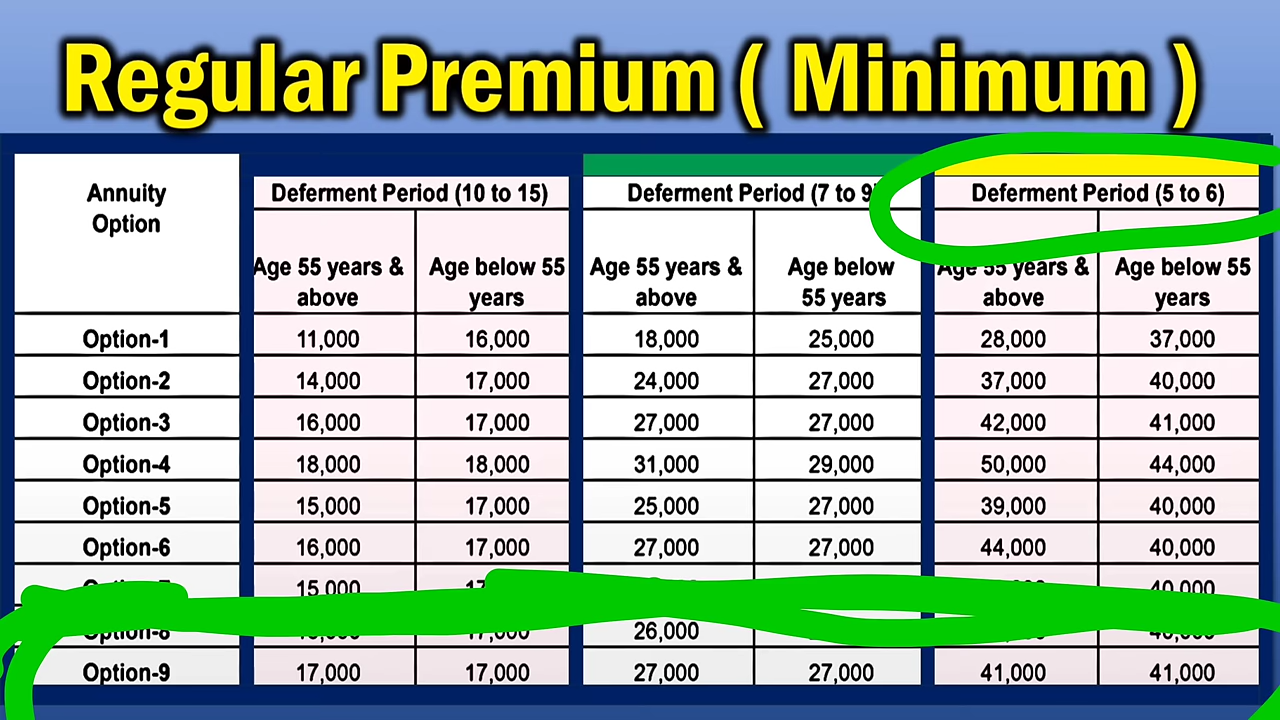 Regular Premium ( Minimum )
Annuity Option
Deferment Period (10 to 15)
Deferment Period (7 to 9
Deferment Period (5 to 6)
Age 55 years & above
Age below 55 years
Age 55 years & above
Age below 55 years
Age 55 years & above
Age below 55 years
Option-1 11,000 16,000 18,000 25,000 28,000 37,000
Option-2 14,000 17,000 24,000 27,000 37,000 40,000
Option-3 16,000 17,000 27,000 27,000 42,000 41,000
Option-4 18,000 18,000 31,000 29,000 50,000 44,000
Option-5 15,000 17,000 25,000 27,000 39,000 40,000
Option-6 16,000 17,000 27,000 27,000 44,000 40,000
15,000 40,000
Option-8 17,000 26,000
Option-9 17,000 17,000 27,000 27,000 41,000 41,000